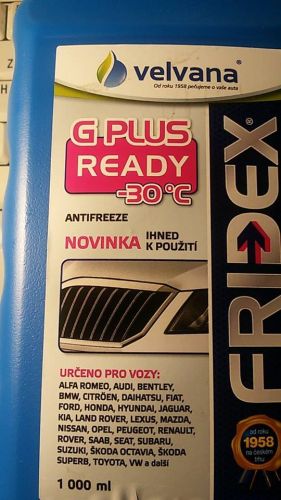 velvana®
Od roku 1958 pečujeme o vaše auta
G PLUS
READY
-30 °C
ANTIFREEZE
NOVINKA IHNED
K POUŽITÍ
URČENO PRO VOZY:
ALFA ROMEO, AUDI, BENTLEY,
BMW, CITRÖEN, DAIHATSU, FIAT,
FORD, HONDA, HYUNDAI, JAGUAR,
KIA, LAND ROVER, LEXUS, MAZDA,
NISSAN, OPEL, PEUGEOT, RENAULT,
ROVER, SAAB, SEAT, SUBARU,
SUZUKI, ŠKODA OCTAVIA, ŠKODA
SUPERB, TOYOTA, VW a další
1 000 ml
FRIDEX®
od roku
1958
na českém
trhu
Z